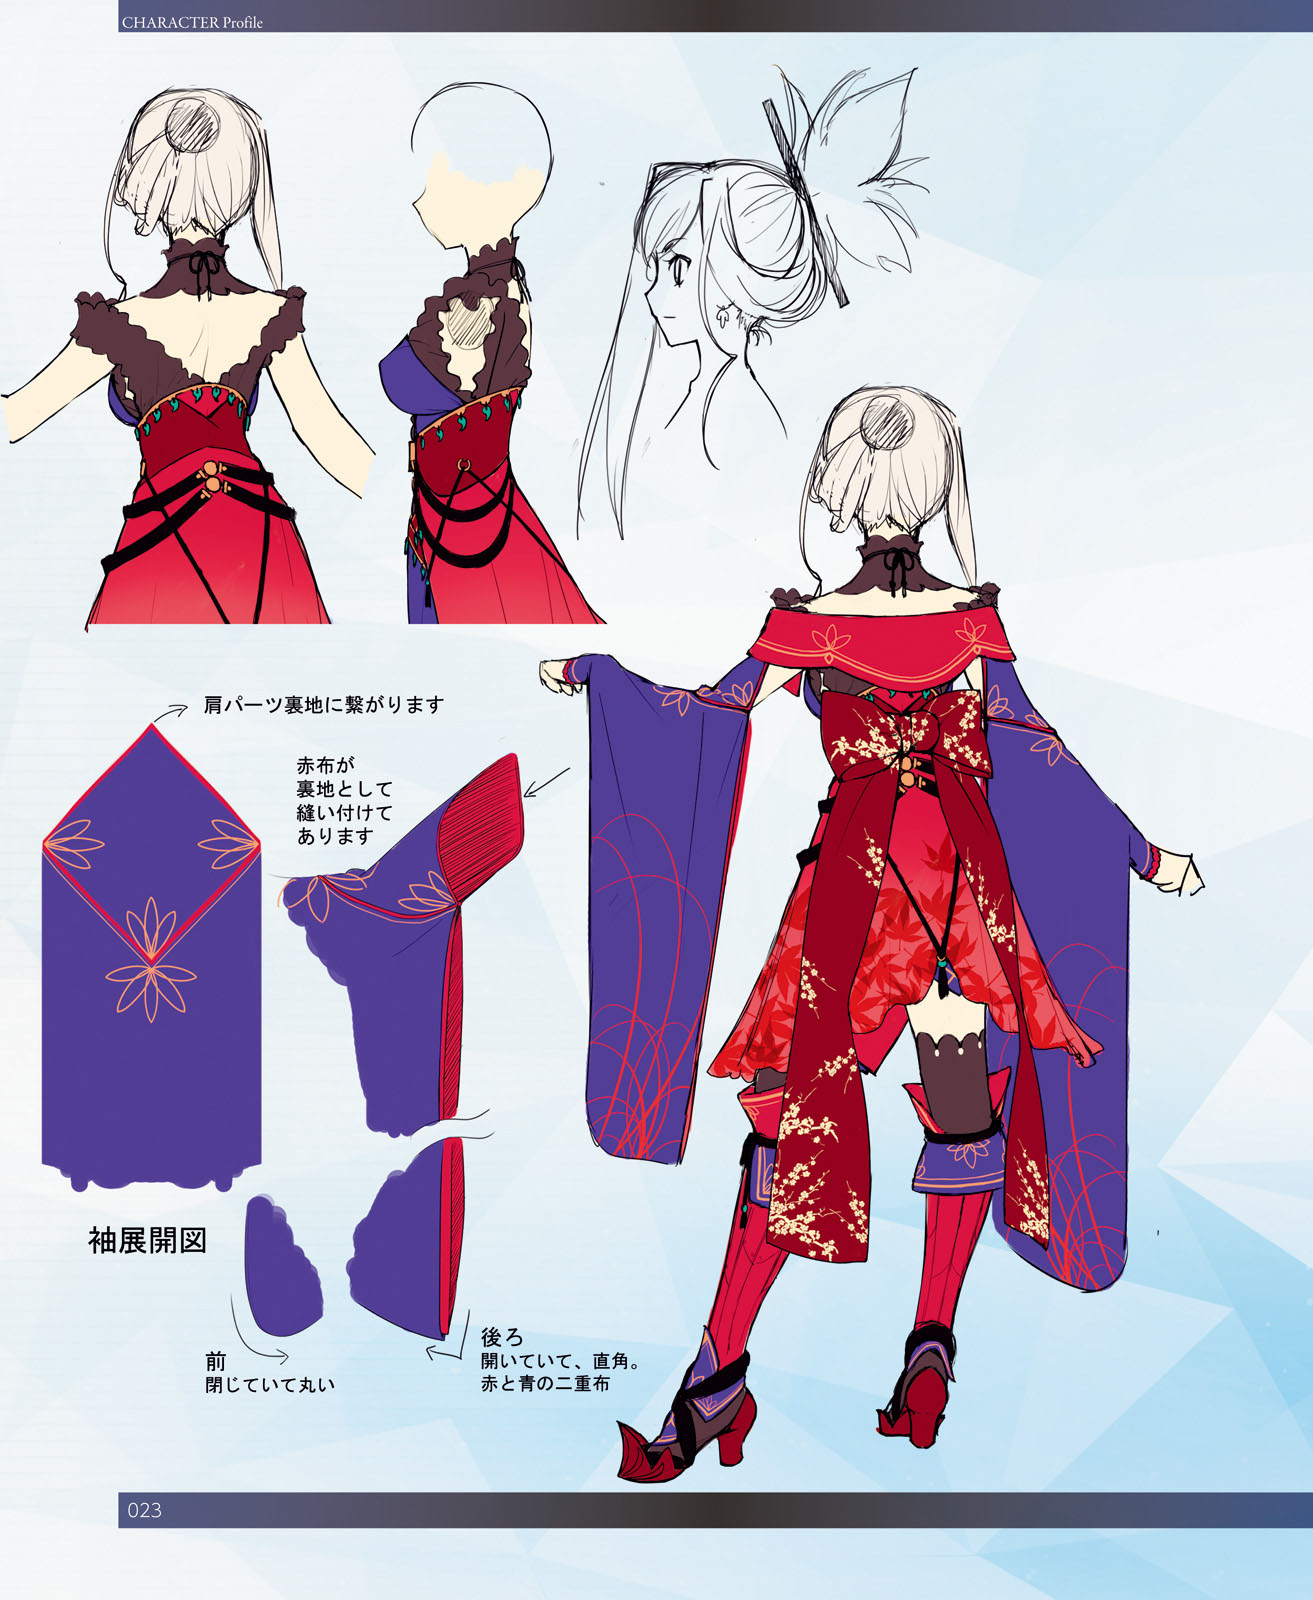 CHARACTER Profile
肩パーツ裏地に繋がります
赤布が
裏地として
縫い付けて
あります
袖展開図
前
閉じていて丸い
後ろ
開いていて、直角。
赤と青の二重布
023